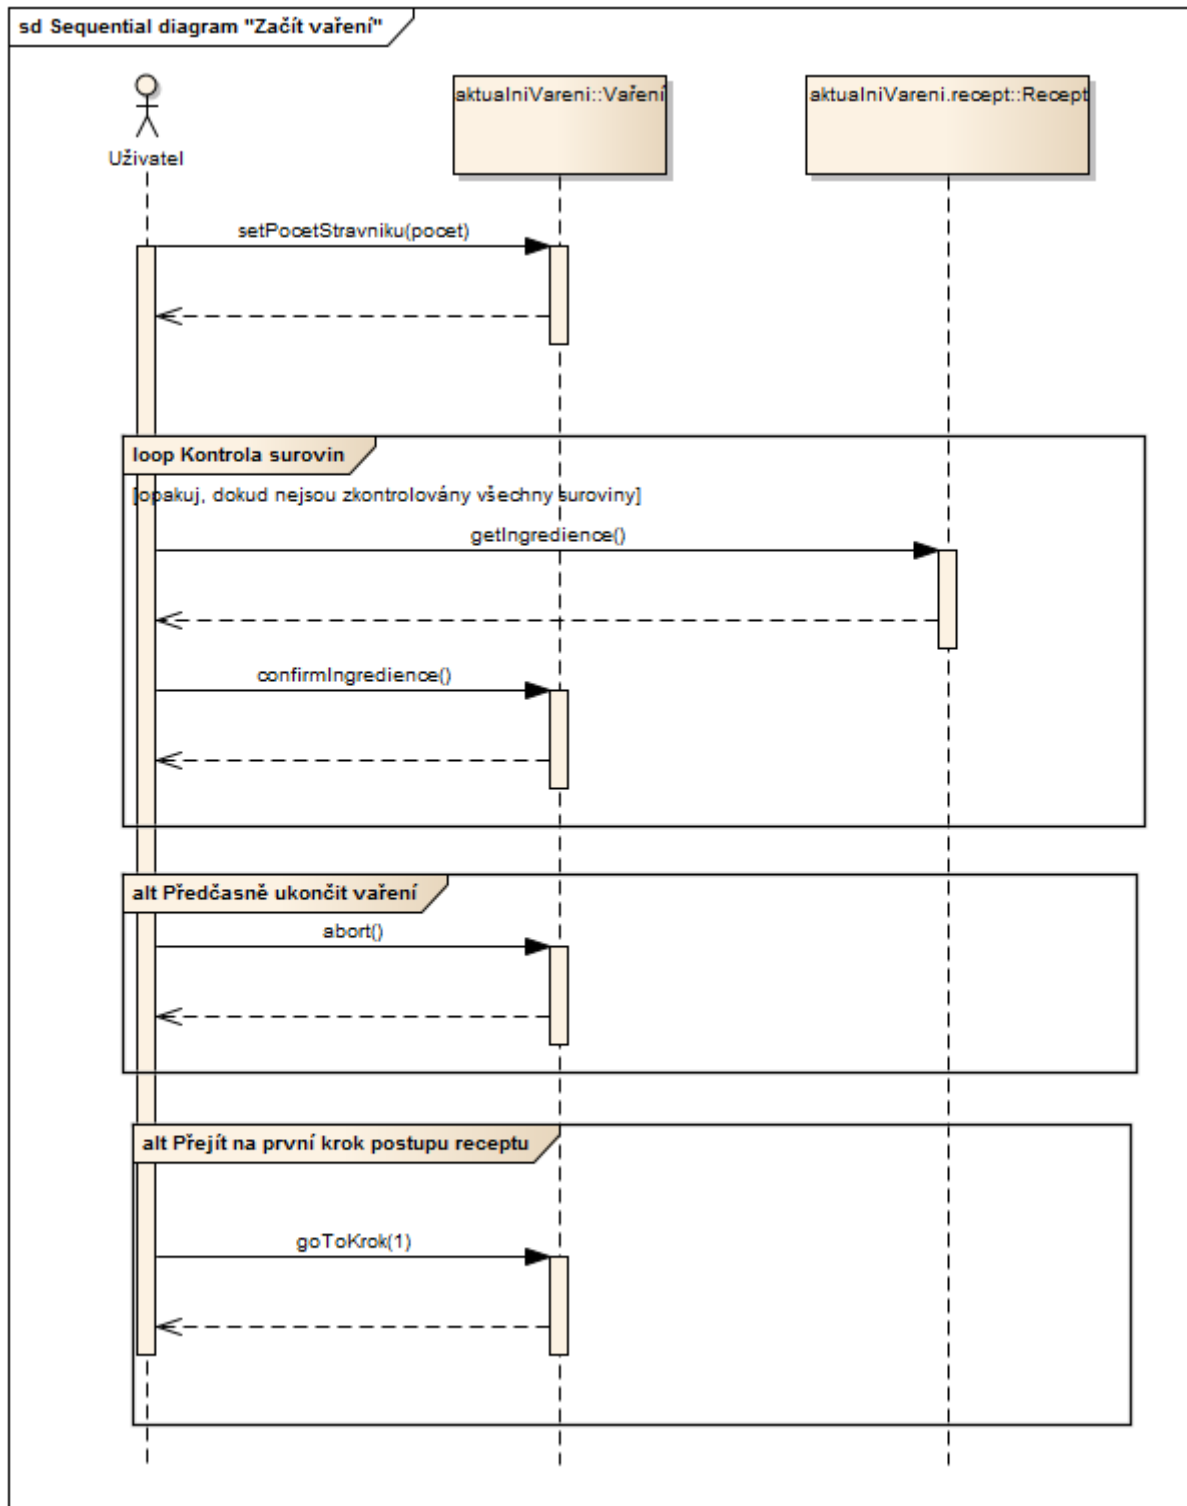 sd Sequential diagram "Začít vaření"
Uživatel
aktualniVareni::Vaření
aktualniVareni.recept::Recept
setPocetStravniku(pocet)
loop Kontrola surovin
[opakuj, dokud nejsou zkontrolovány všechny suroviny]
getIngredience()
confirmIngredience()
alt Předčasně ukončit vaření
abort()
alt Přejít na první krok postupu receptu
goToKrok(1)